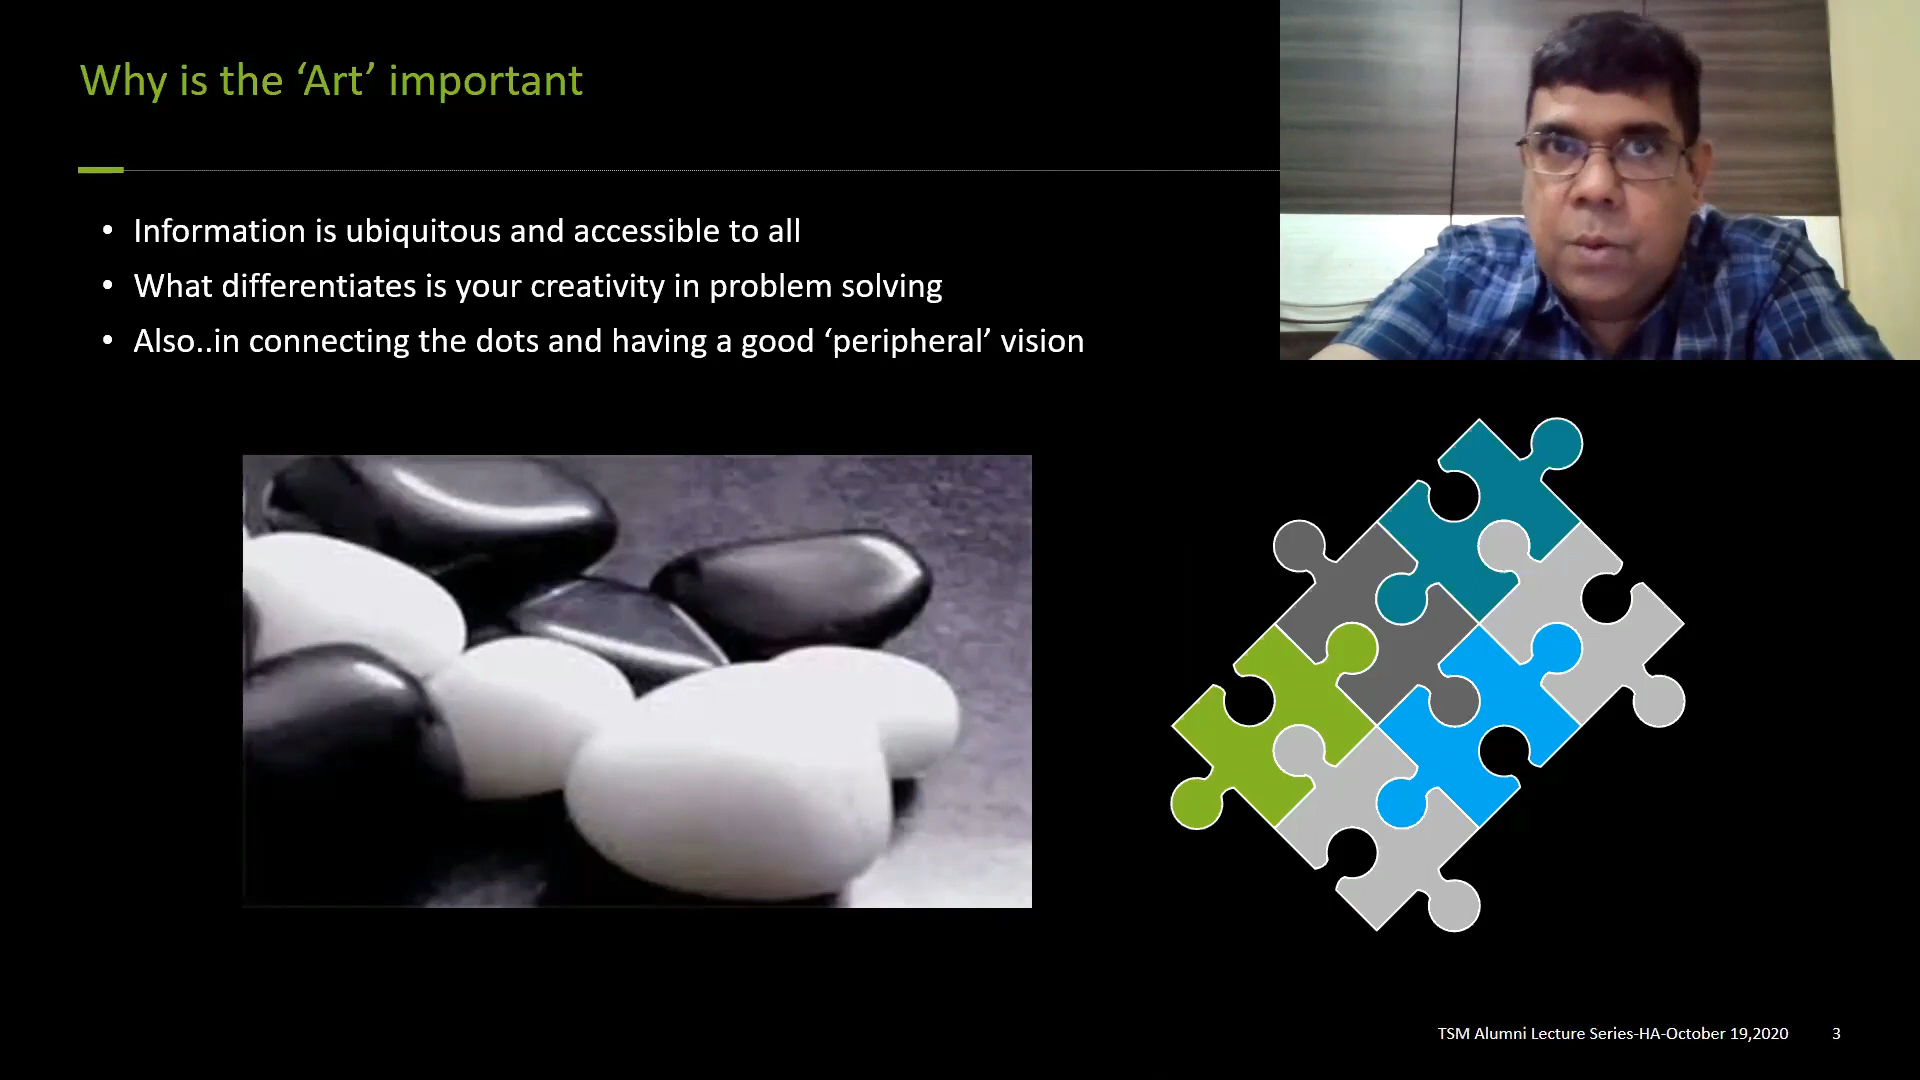 Why is the ‘Art’ important
• Information is ubiquitous and accessible to all
• What differentiates is your creativity in problem solving
• Also..in connecting the dots and having a good ‘peripheral’ vision
TSM Alumni Lecture Series-HA-October 19,2020 3